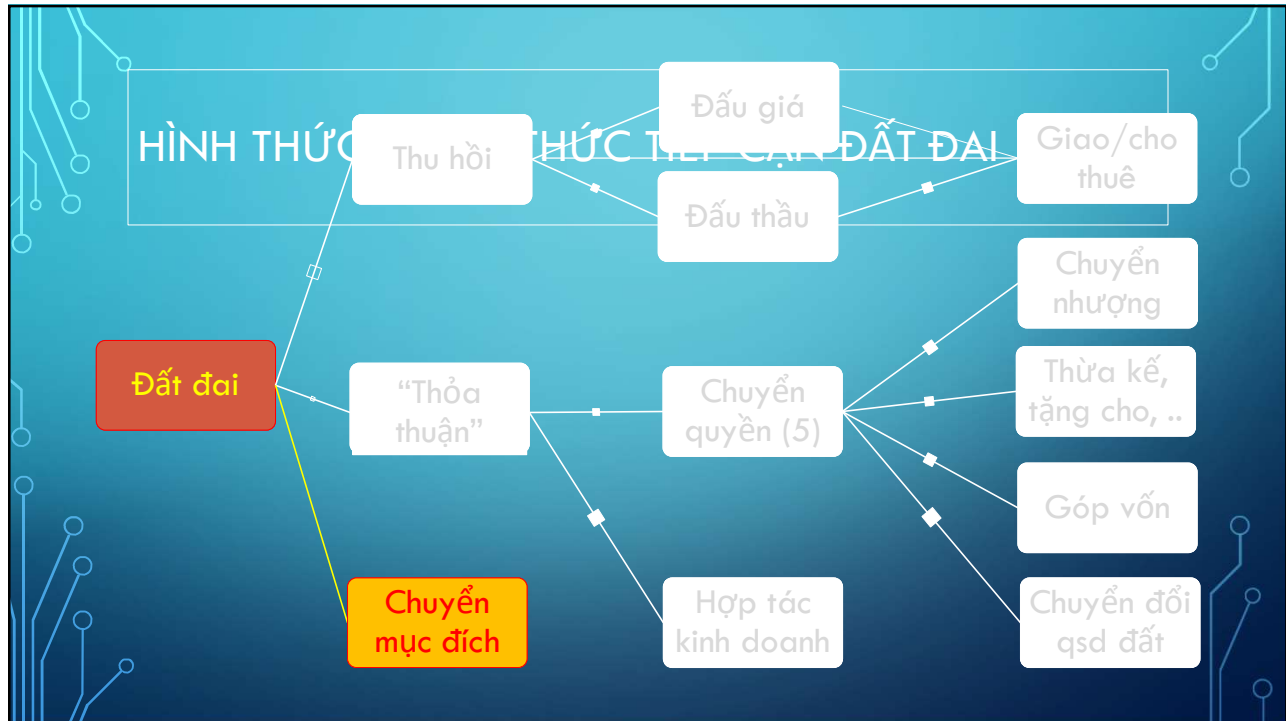 HÌNH THỨC
THỨC TIẾP CẬN ĐẤT ĐAI
Thu hồi
Đấu giá
Đấu thầu
Giao/cho
thuê
Đất đai
“Thỏa
thuận”
Chuyển
quyền (5)
Chuyển
nhượng
Thừa kế,
tặng cho, ..
Góp vốn
Chuyển
mục đích
Hợp tác
kinh doanh
Chuyển đổi
qsd đất